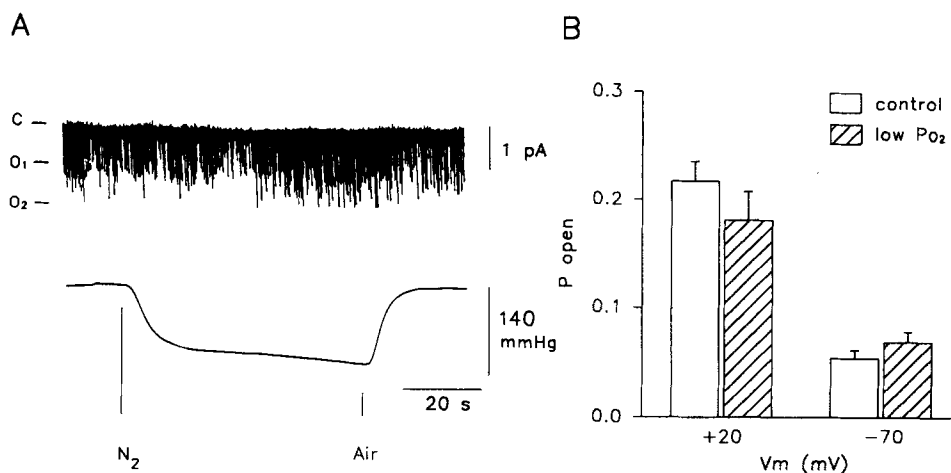 A
C
O₁
O₂
1 pA
140
mmHg
20 s
N₂
Air
B
0.3
0.2
0.1
0.0
P open
control
low Po₂
+20
-70
Vm (mV)